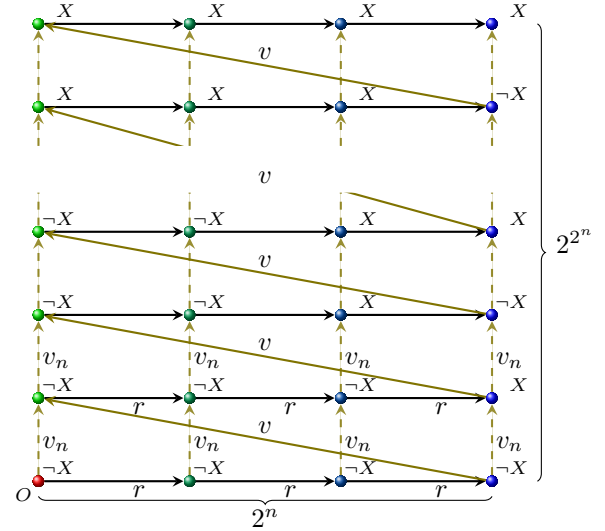 X X X X
v
X X X ¬X
v
¬X ¬X X X
v
2^{2^n}
¬X ¬X X ¬X
v
v_n v_n v_n v_n
¬X ¬X ¬X X
r r r
v
v_n v_n v_n v_n
¬X ¬X ¬X ¬X
O r r r
2^n